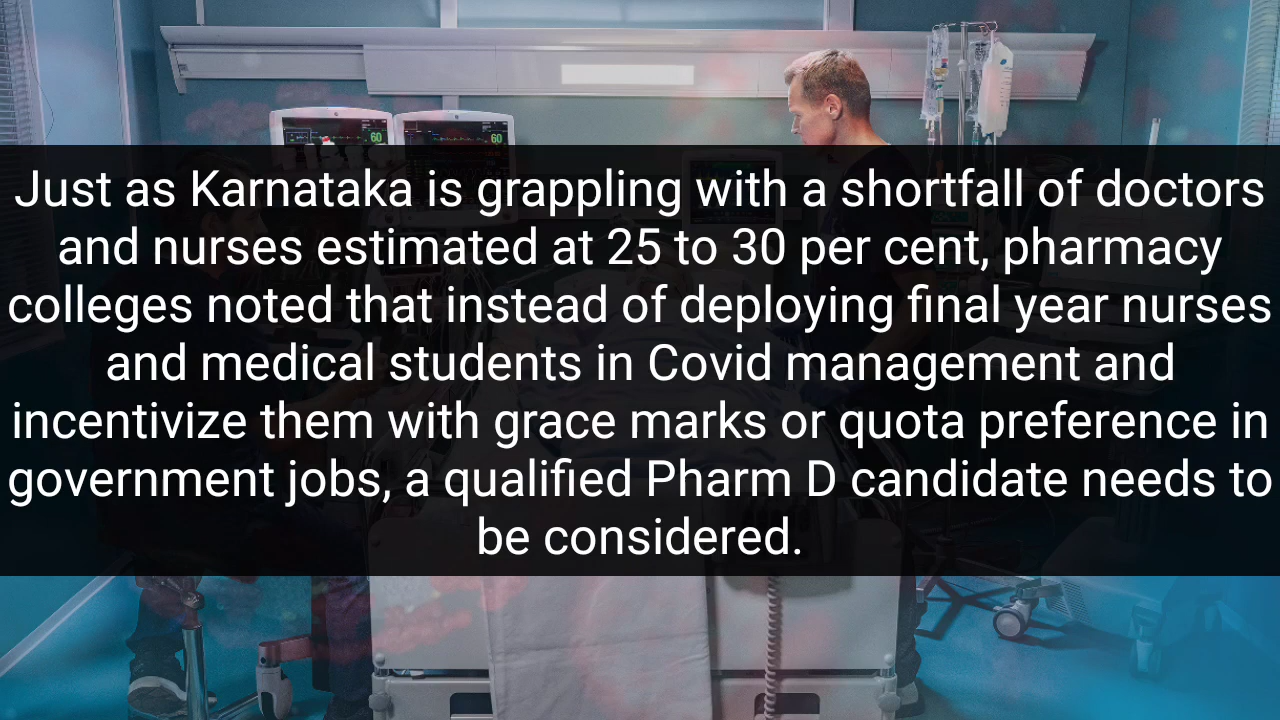 60
60
Just as Karnataka is grappling with a shortfall of doctors
and nurses estimated at 25 to 30 per cent, pharmacy
colleges noted that instead of deploying final year nurses
and medical students in Covid management and
incentivize them with grace marks or quota preference in
government jobs, a qualified Pharm D candidate needs to
be considered.